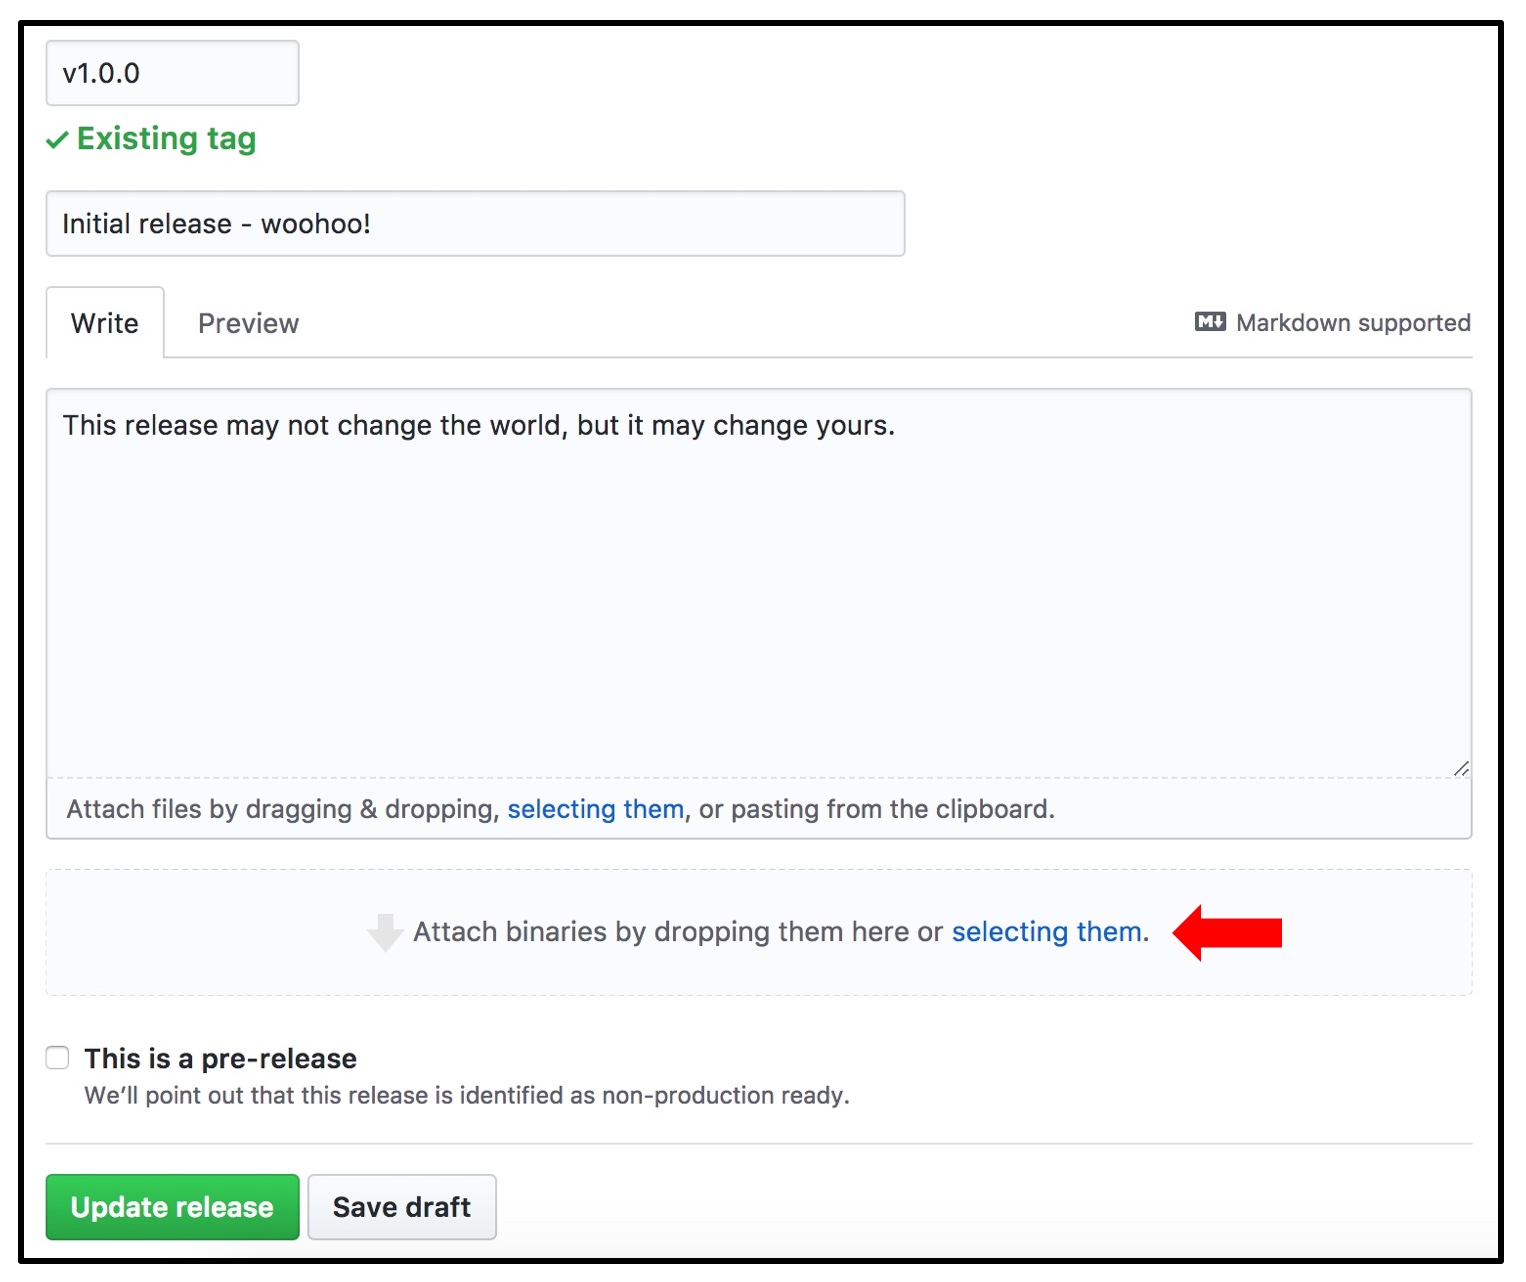 v1.0.0
Existing tag
Initial release - woohoo!
Write Preview Markdown supported
This release may not change the world, but it may change yours.
Attach files by dragging & dropping, selecting them, or pasting from the clipboard.
Attach binaries by dropping them here or selecting them.
This is a pre-release
We’ll point out that this release is identified as non-production ready.
Update release Save draft